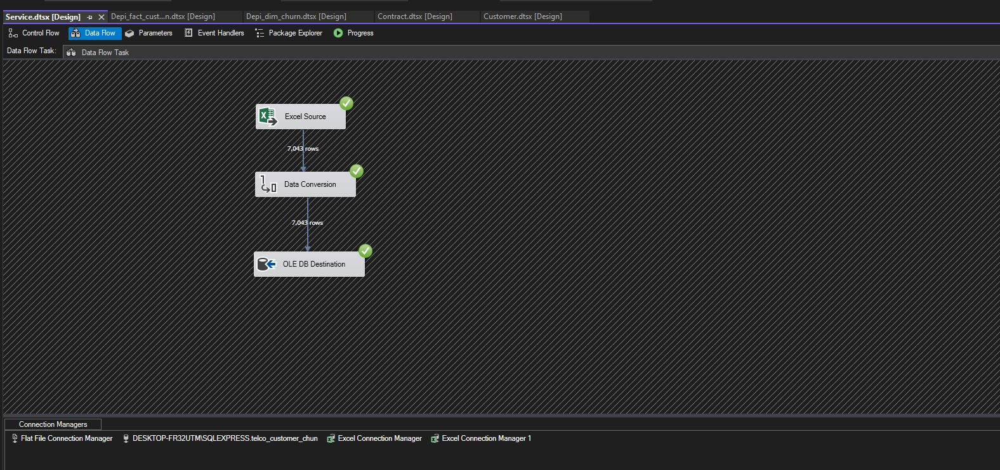 Service.dtsx [Design]
Depi_fact_cust...n.dtsx [Design]
Depi_dim_churn.dtsx [Design]
Contract.dtsx [Design]
Customer.dtsx [Design]
Control Flow
Data Flow
Parameters
Event Handlers
Package Explorer
Progress
Data Flow Task:
Data Flow Task
Excel Source
7,043 rows
Data Conversion
7,043 rows
OLE DB Destination
Connection Managers
Flat File Connection Manager
DESKTOP-FR32UTM\SQLEXPRESS.telco_customer_chun
Excel Connection Manager
Excel Connection Manager 1